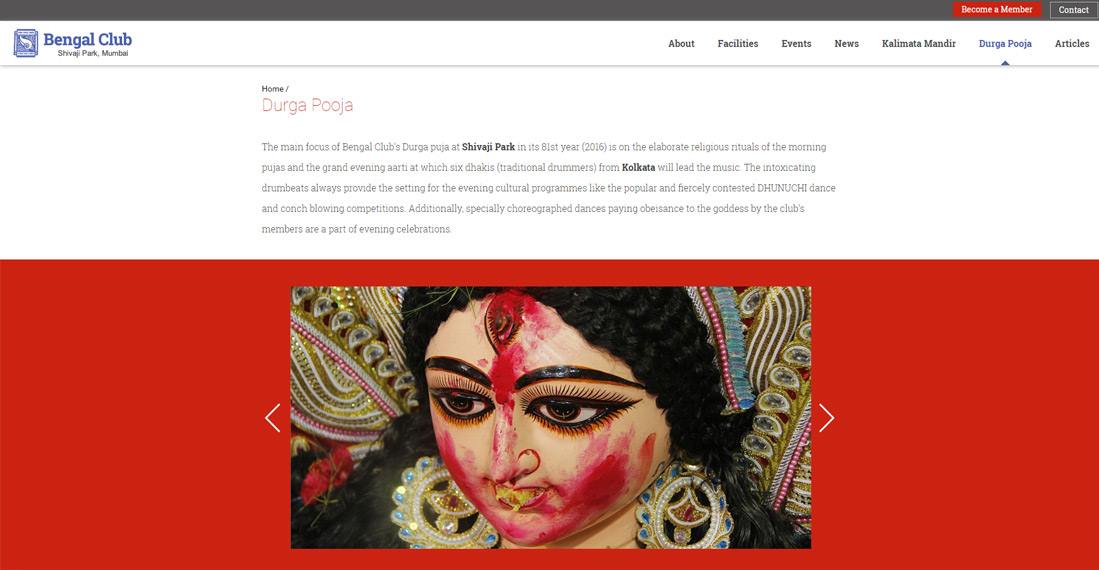 Become a Member Contact
Bengal Club
Shivaji Park, Mumbai
About Facilities Events News Kalimata Mandir Durga Pooja Articles
Home /
Durga Pooja
The main focus of Bengal Club's Durga puja at Shivaji Park in its 81st year (2016) is on the elaborate religious rituals of the morning
pujas and the grand evening aarti at which six dhakis (traditional drummers) from Kolkata will lead the music. The intoxicating
drumbeats always provide the setting for the evening cultural programmes like the popular and fiercely contested DHUNUCHI dance
and conch blowing competitions. Additionally, specially choreographed dances paying obeisance to the goddess by the club's
members are a part of evening celebrations.